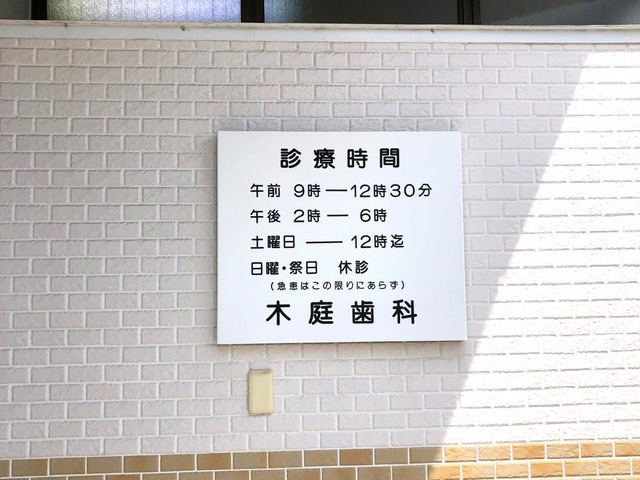 診療時間
午前 9時 ― 12時30分
午後 2時 ― 6時
土曜日 ―― 12時迄
日曜・祭日 休診
（急患はこの限りにあらず）
木庭歯科